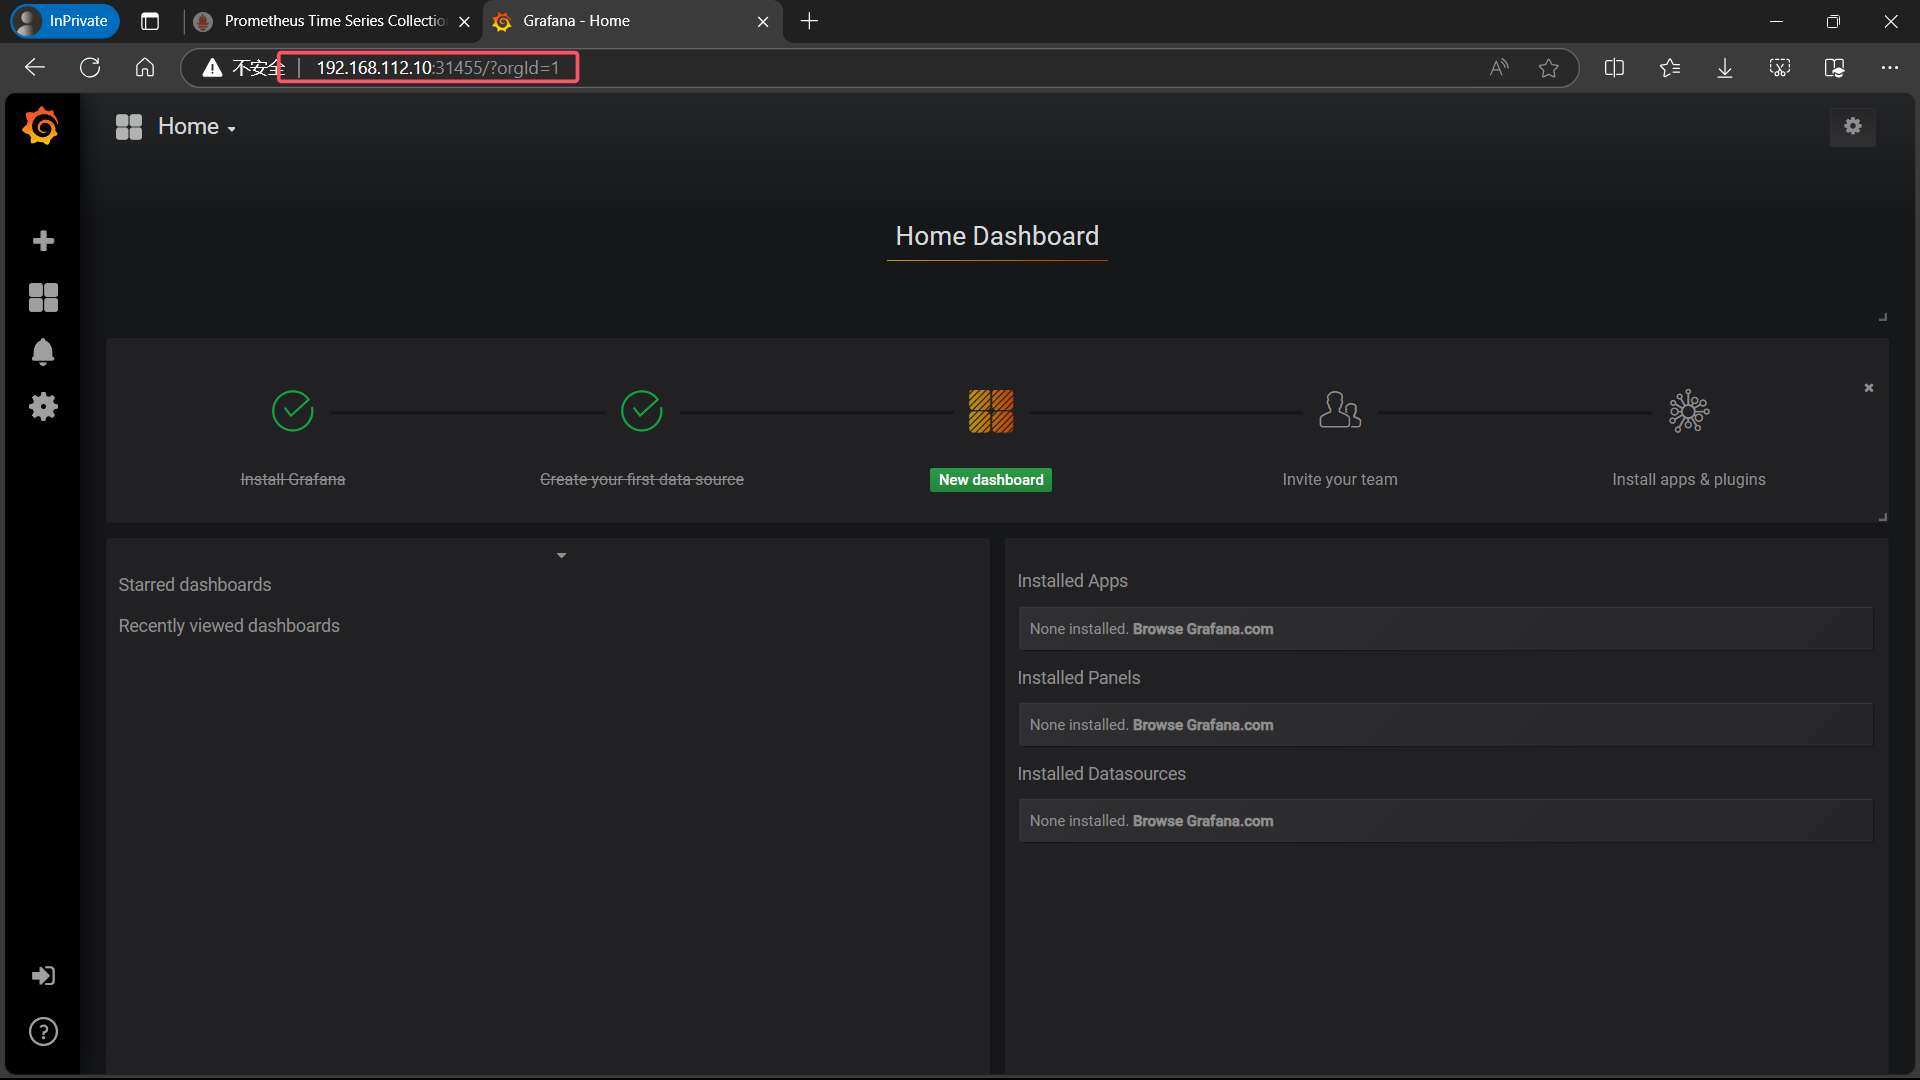 InPrivate
Prometheus Time Series Collectio
Grafana - Home
不安全
192.168.112.10:31455/?orgId=1
Home
Home Dashboard
Install Grafana
Create your first data source
New dashboard
Invite your team
Install apps & plugins
Starred dashboards
Recently viewed dashboards
Installed Apps
None installed. Browse Grafana.com
Installed Panels
None installed. Browse Grafana.com
Installed Datasources
None installed. Browse Grafana.com